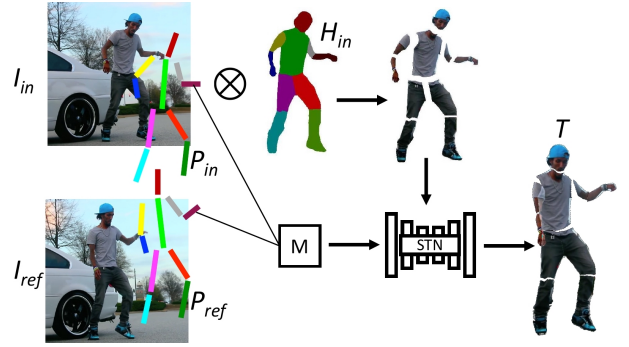 I_in
P_in
H_in
I_ref
P_ref
M
STN
T